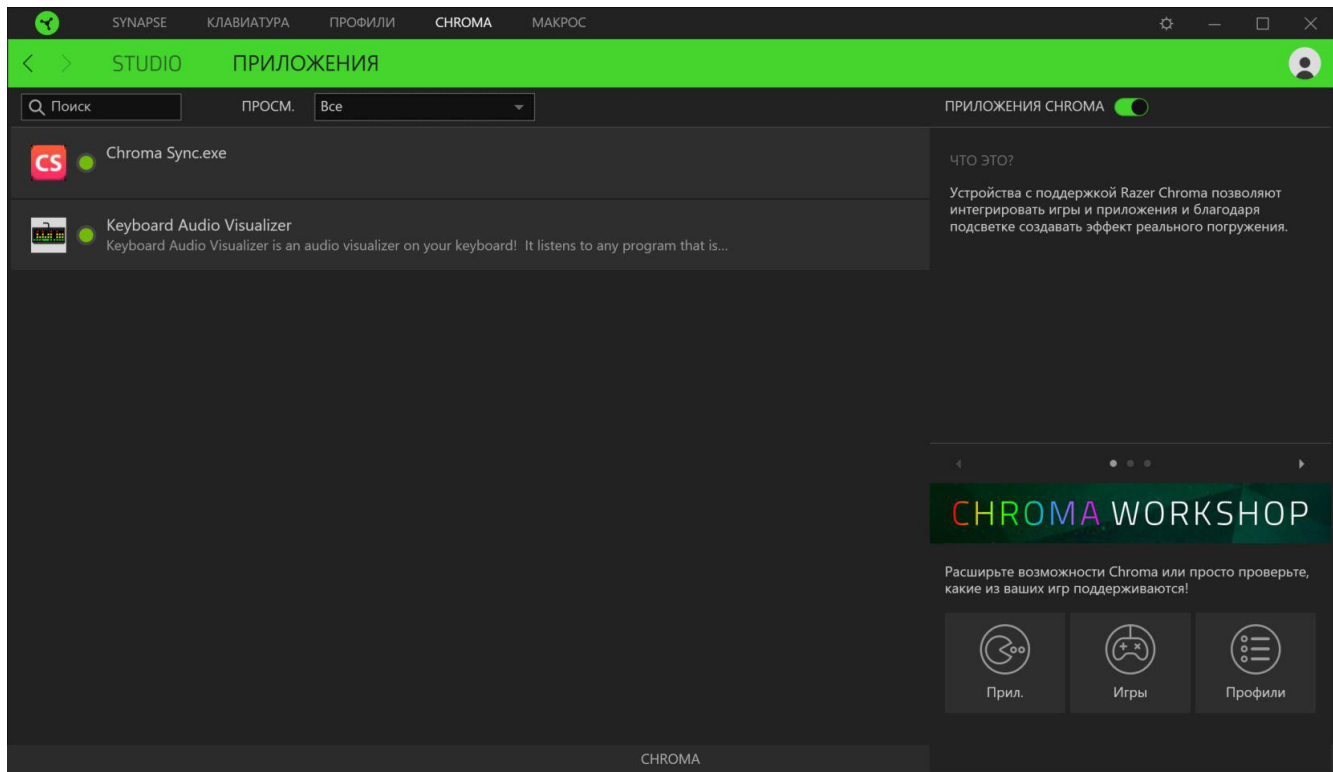 SYNAPSE КЛАВИАТУРА ПРОФИЛИ CHROMA МАКРОС
STUDIO ПРИЛОЖЕНИЯ
Поиск ПРОСМ. Все
ПРИЛОЖЕНИЯ CHROMA
CS
Chroma Sync.exe
Keyboard Audio Visualizer
Keyboard Audio Visualizer is an audio visualizer on your keyboard! It listens to any program that is...
ЧТО ЭТО?
Устройства с поддержкой Razer Chroma позволяют
интегрировать игры и приложения и благодаря
подсветке создавать эффект реального погружения.
CHROMA WORKSHOP
Расширьте возможности Chroma или просто проверьте,
какие из ваших игр поддерживаются!
Прил. Игры Профили
CHROMA